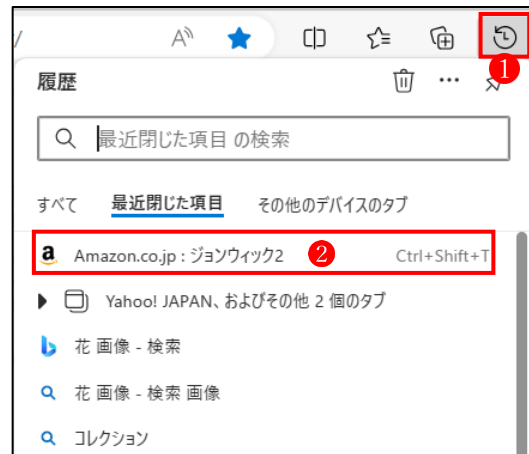 / A
1
履歴
最近閉じた項目 の検索
すべて 最近閉じた項目 その他のデバイスのタブ
a Amazon.co.jp : ジョンウィック2 2 Ctrl+Shift+T
Yahoo! JAPAN、およびその他 2 個のタブ
花 画像 - 検索
花 画像 - 検索 画像
コレクション